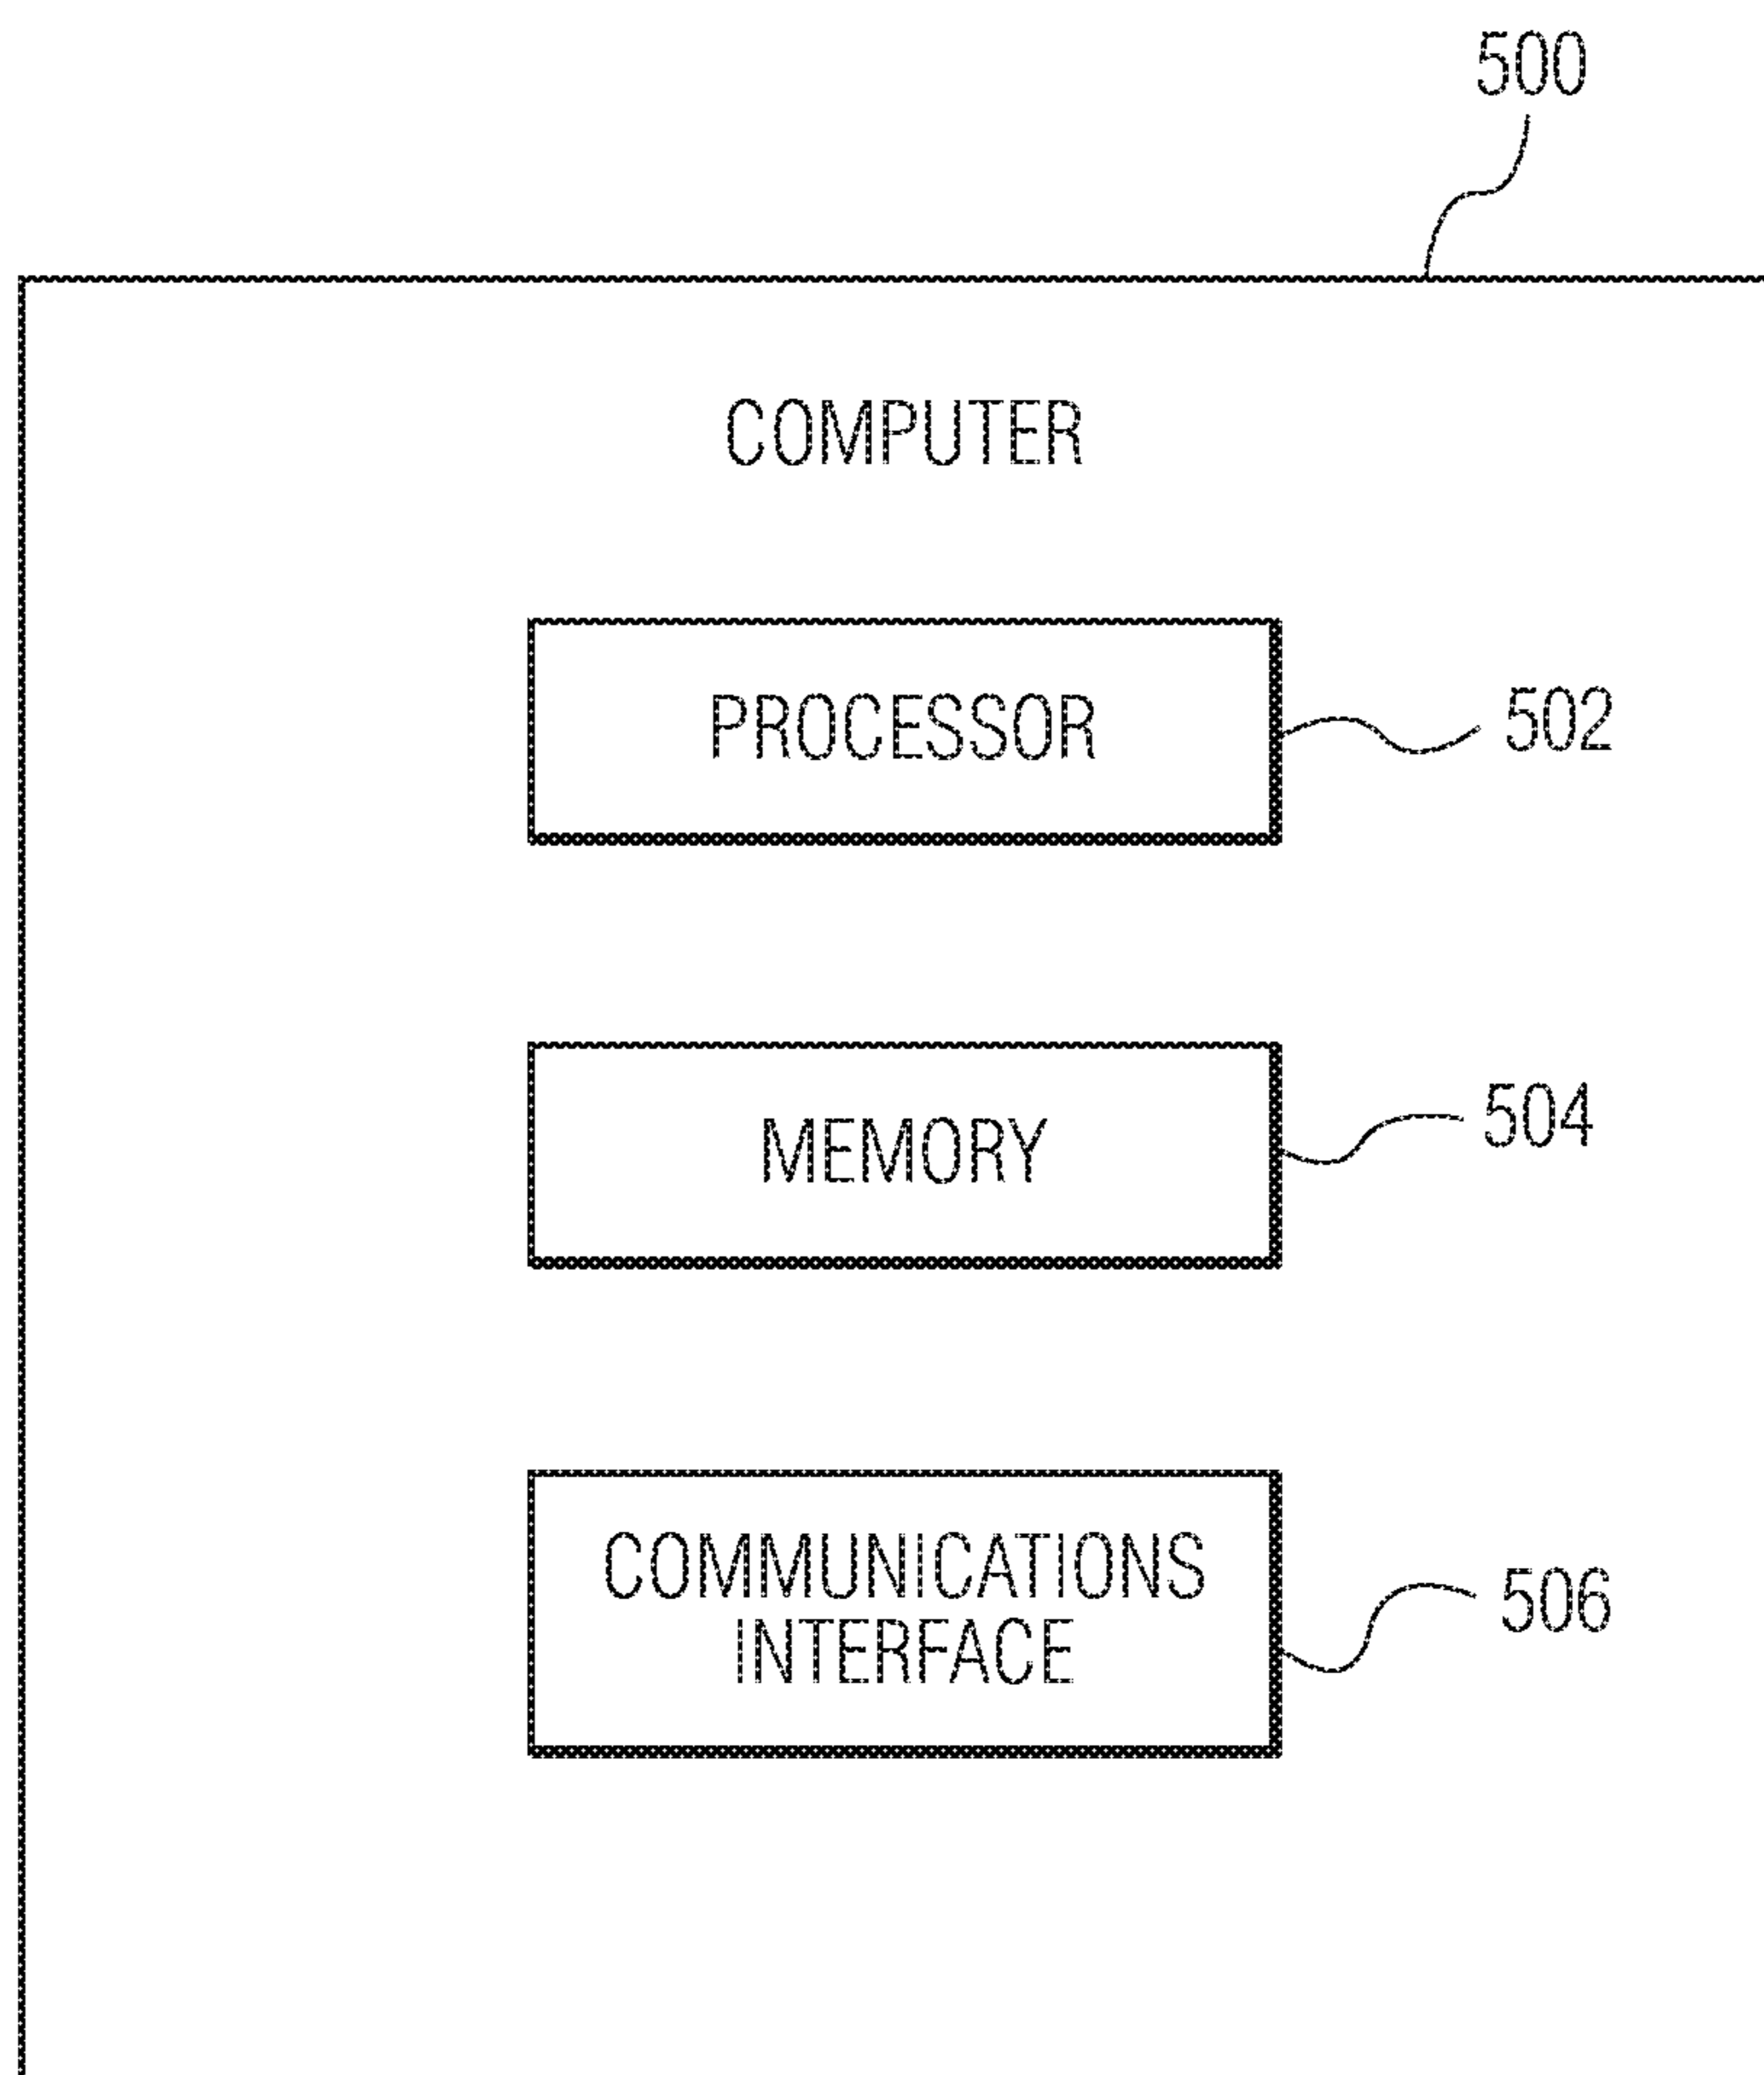 500
COMPUTER
PROCESSOR
502
MEMORY
504
COMMUNICATIONS
INTERFACE
506